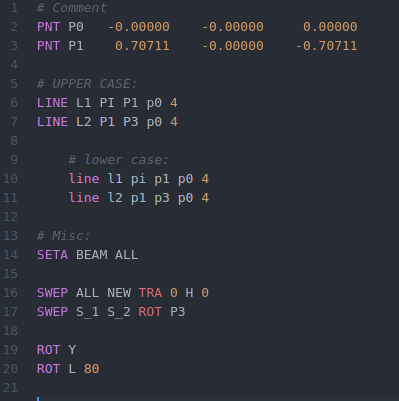 1 # Comment
2 PNT P0 -0.00000 -0.00000 0.00000
3 PNT P1 0.70711 -0.00000 -0.70711
4
5 # UPPER CASE:
6 LINE L1 PI P1 p0 4
7 LINE L2 P1 P3 p0 4
8
9 # lower case:
10 line l1 pi p1 p0 4
11 line l2 p1 p3 p0 4
12
13 # Misc:
14 SETA BEAM ALL
15
16 SWEP ALL NEW TRA 0 H 0
17 SWEP S_1 S_2 ROT P3
18
19 ROT Y
20 ROT L 80
21